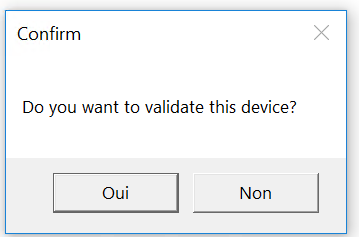 Confirm
Do you want to validate this device?
Oui
Non